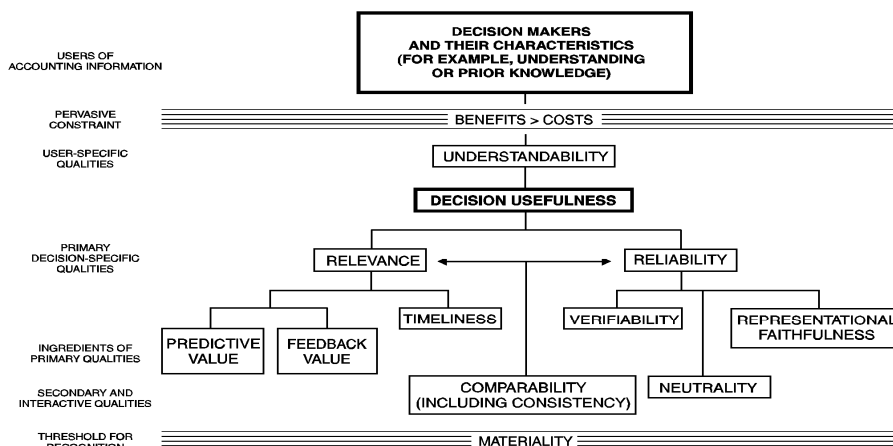 DECISION MAKERS
AND THEIR CHARACTERISTICS
(FOR EXAMPLE, UNDERSTANDING
OR PRIOR KNOWLEDGE)
USERS OF
ACCOUNTING INFORMATION
PERVASIVE
CONSTRAINT
BENEFITS > COSTS
USER-SPECIFIC
QUALITIES
UNDERSTANDABILITY
DECISION USEFULNESS
PRIMARY
DECISION-SPECIFIC
QUALITIES
RELEVANCE
RELIABILITY
TIMELINESS
VERIFIABILITY
REPRESENTATIONAL
FAITHFULNESS
INGREDIENTS OF
PRIMARY QUALITIES
PREDICTIVE
VALUE
FEEDBACK
VALUE
SECONDARY AND
INTERACTIVE QUALITIES
COMPARABILITY
(INCLUDING CONSISTENCY)
NEUTRALITY
THRESHOLD FOR
RECOGNITION
MATERIALITY